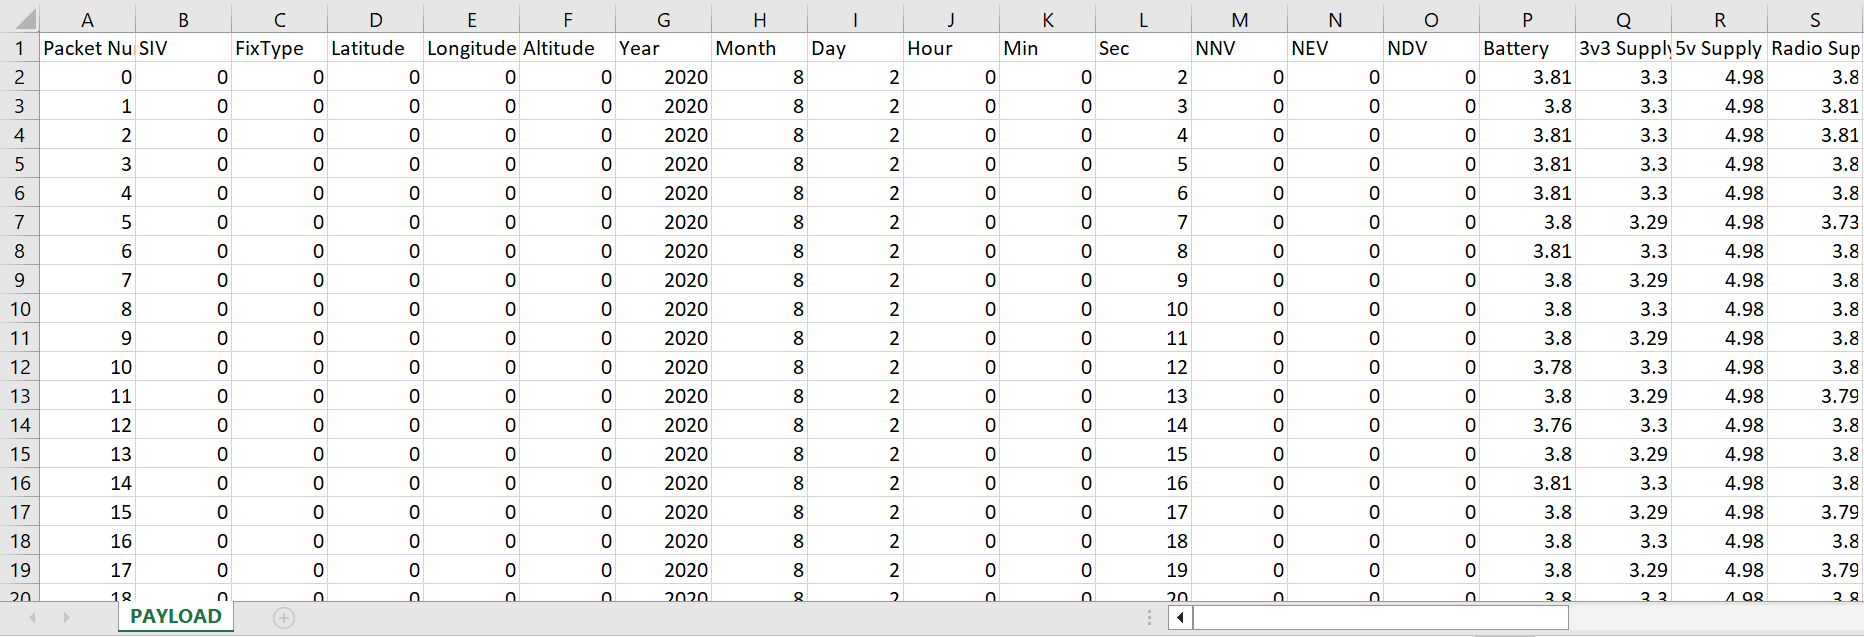 A B C D E F G H I J K L M N O P Q R S
1 Packet Nu SIV FixType Latitude Longitude Altitude Year Month Day Hour Min Sec NNV NEV NDV Battery 3v3 Supply 5v Supply Radio Sup
2 0 0 0 0 0 0 2020 8 2 0 0 2 0 0 0 3.81 3.3 4.98 3.8
3 1 0 0 0 0 0 2020 8 2 0 0 3 0 0 0 3.8 3.3 4.98 3.81
4 2 0 0 0 0 0 2020 8 2 0 0 4 0 0 0 3.81 3.3 4.98 3.81
5 3 0 0 0 0 0 2020 8 2 0 0 5 0 0 0 3.81 3.3 4.98 3.8
6 4 0 0 0 0 0 2020 8 2 0 0 6 0 0 0 3.81 3.3 4.98 3.8
7 5 0 0 0 0 0 2020 8 2 0 0 7 0 0 0 3.8 3.29 4.98 3.73
8 6 0 0 0 0 0 2020 8 2 0 0 8 0 0 0 3.81 3.3 4.98 3.8
9 7 0 0 0 0 0 2020 8 2 0 0 9 0 0 0 3.8 3.29 4.98 3.8
10 8 0 0 0 0 0 2020 8 2 0 0 10 0 0 0 3.8 3.3 4.98 3.8
11 9 0 0 0 0 0 2020 8 2 0 0 11 0 0 0 3.8 3.29 4.98 3.8
12 10 0 0 0 0 0 2020 8 2 0 0 12 0 0 0 3.78 3.3 4.98 3.8
13 11 0 0 0 0 0 2020 8 2 0 0 13 0 0 0 3.8 3.29 4.98 3.79
14 12 0 0 0 0 0 2020 8 2 0 0 14 0 0 0 3.76 3.3 4.98 3.8
15 13 0 0 0 0 0 2020 8 2 0 0 15 0 0 0 3.8 3.29 4.98 3.8
16 14 0 0 0 0 0 2020 8 2 0 0 16 0 0 0 3.81 3.3 4.98 3.8
17 15 0 0 0 0 0 2020 8 2 0 0 17 0 0 0 3.8 3.29 4.98 3.79
18 16 0 0 0 0 0 2020 8 2 0 0 18 0 0 0 3.8 3.3 4.98 3.8
19 17 0 0 0 0 0 2020 8 2 0 0 19 0 0 0 3.8 3.29 4.98 3.79
20 18 0 0 0 0 0 2020 8 2 0 0 20 0 0 0 3.8 3.3 4.98 3.8
PAYLOAD